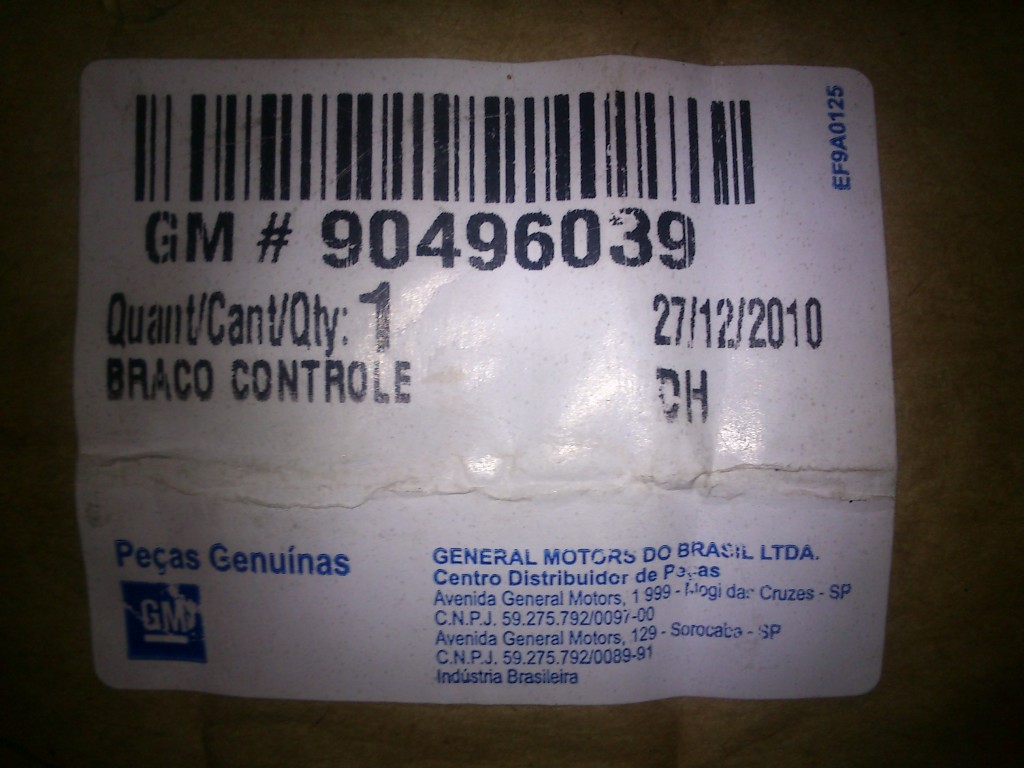 EF9A0125
GM # 90496039
Quant/Cant/Qty: 1 27/12/2010
BRACO CONTROLE DH
Peças Genuínas
GM
GENERAL MOTORS DO BRASIL LTDA.
Centro Distribuidor de Peças
Avenida General Motors, 1 999 - Mogi das Cruzes - SP
C.N.P.J. 59.275.792/0097-00
Avenida General Motors, 129 - Sorocaba - SP
C.N.P.J. 59.275.792/0089-91
Indústria Brasileira